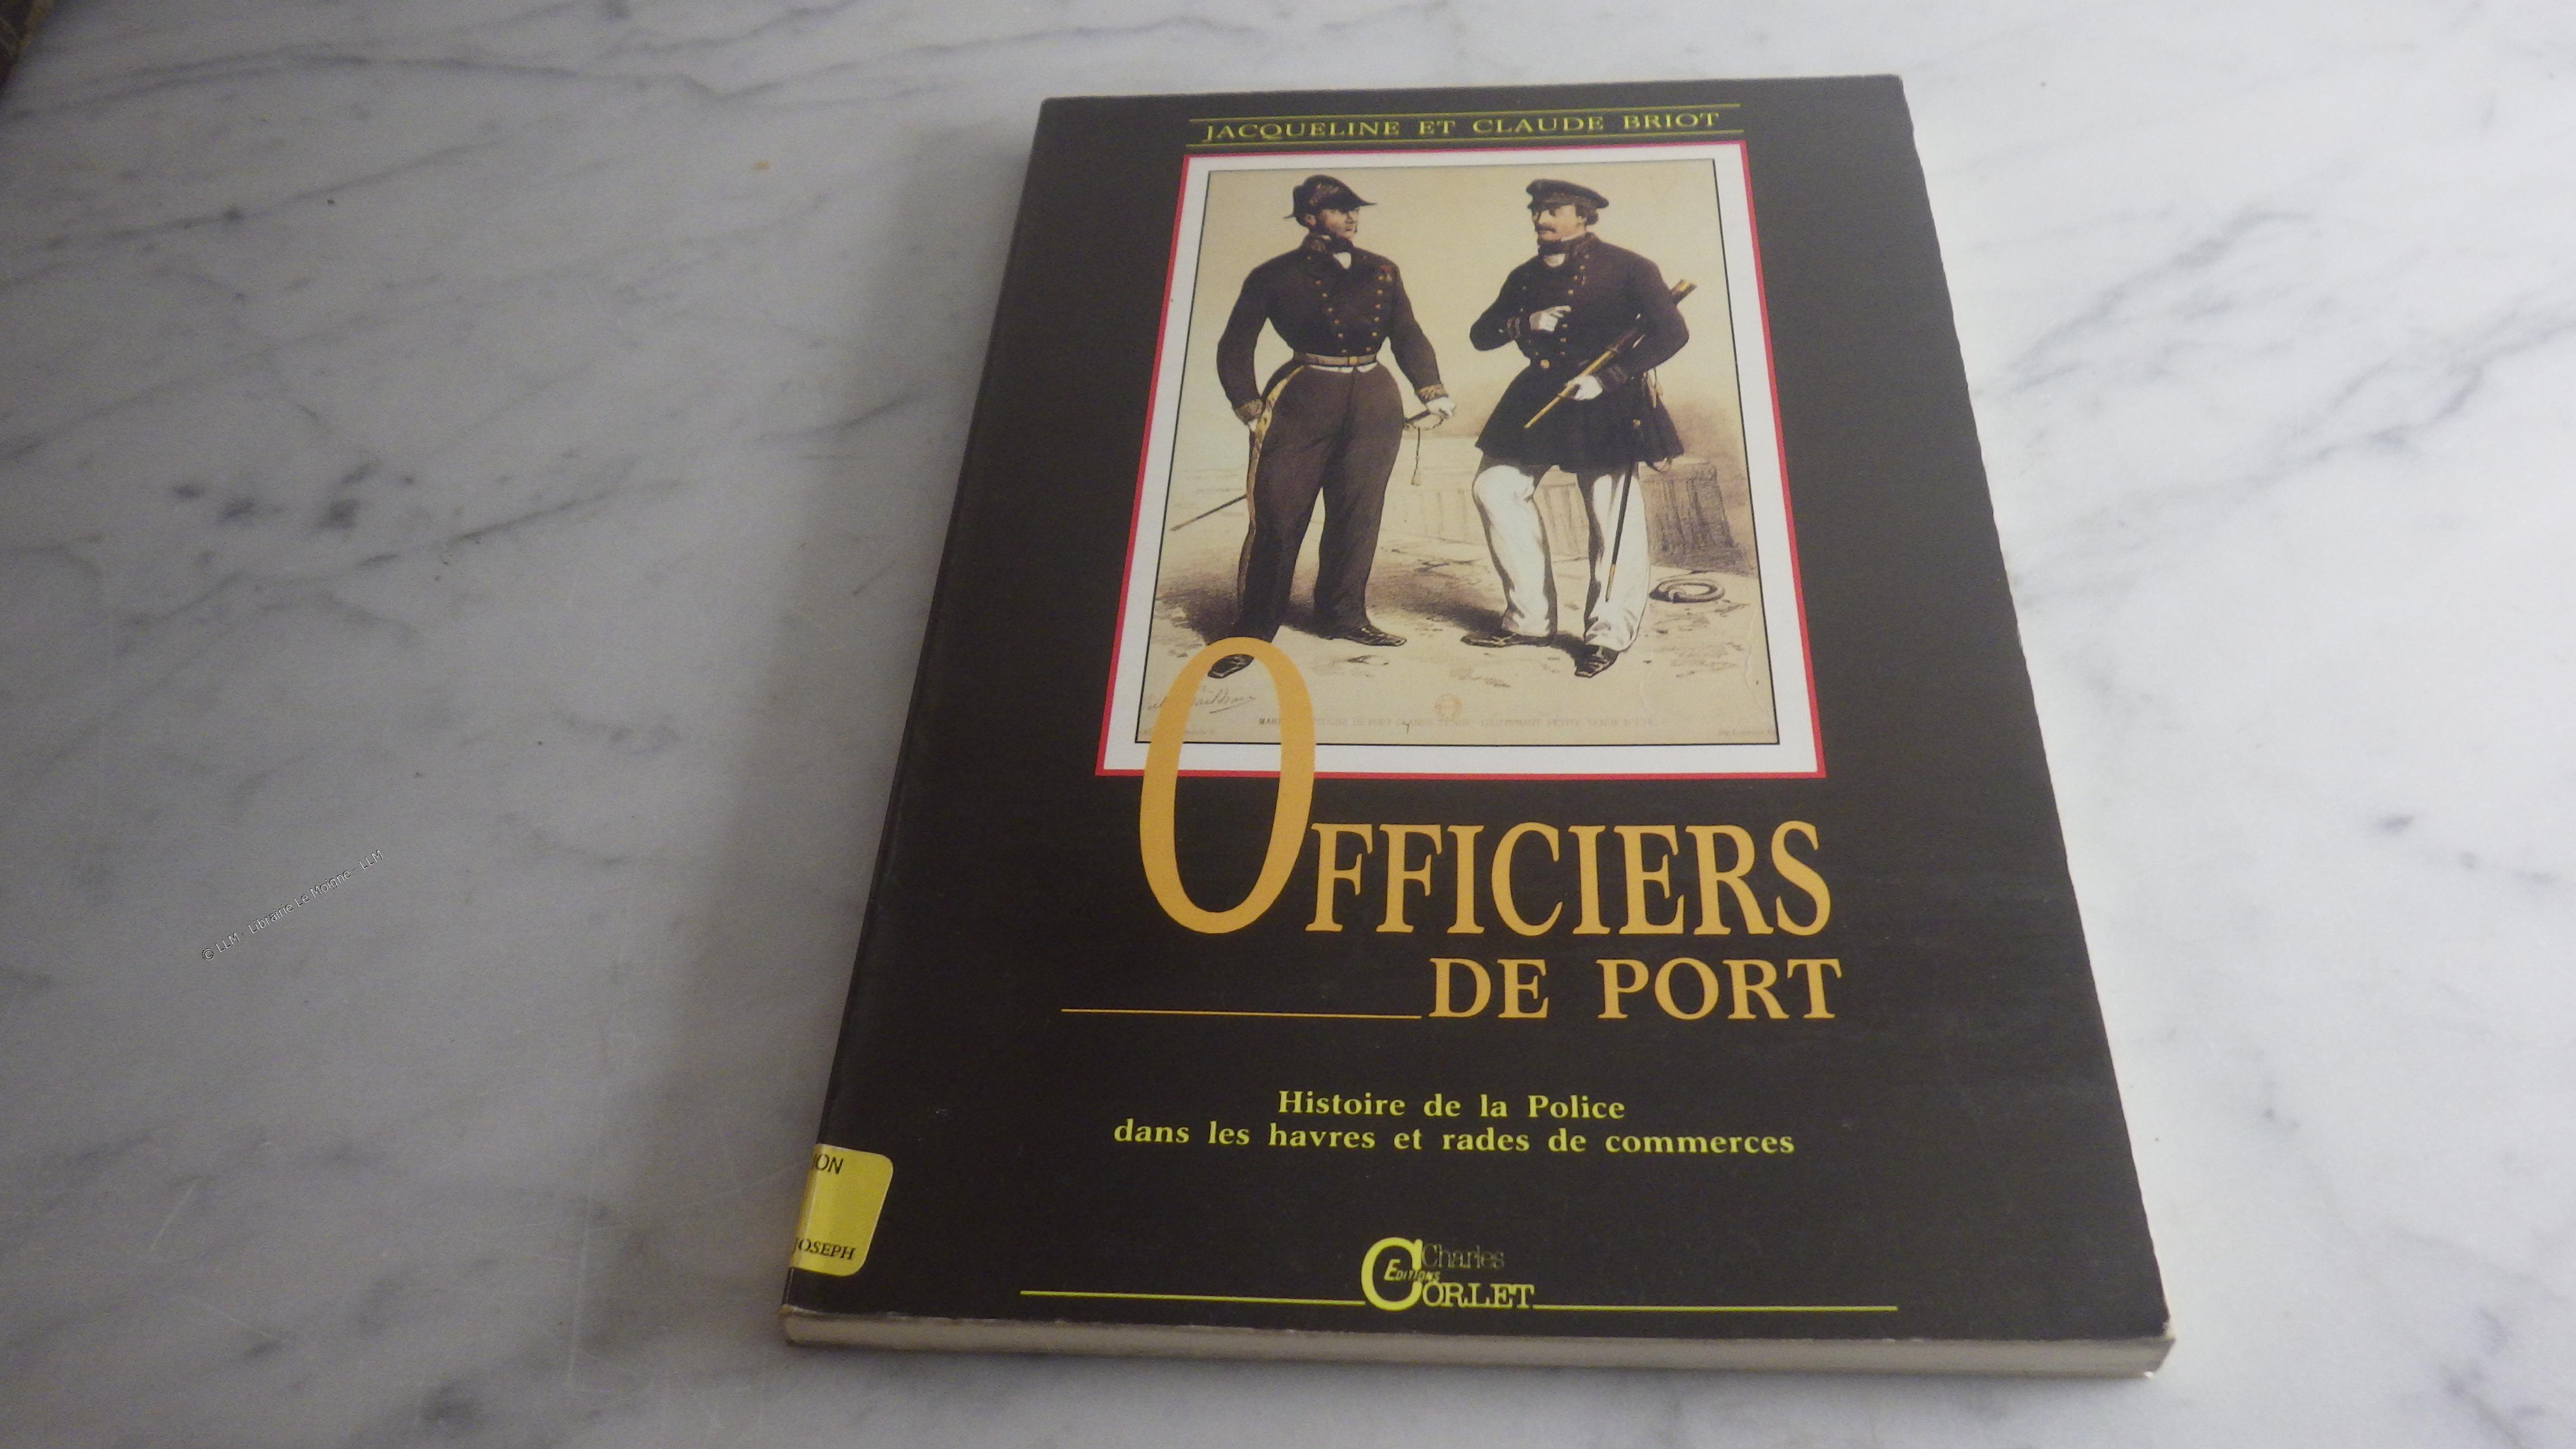 JACQUELINE ET CLAUDE BRIOT
OFFICIERS
DE PORT
Histoire de la Police
dans les havres et rades de commerces
ION
JOSEPH
Charles
EDITIONS
CORLET
© LLM - Librairie Le Moigne - LLM